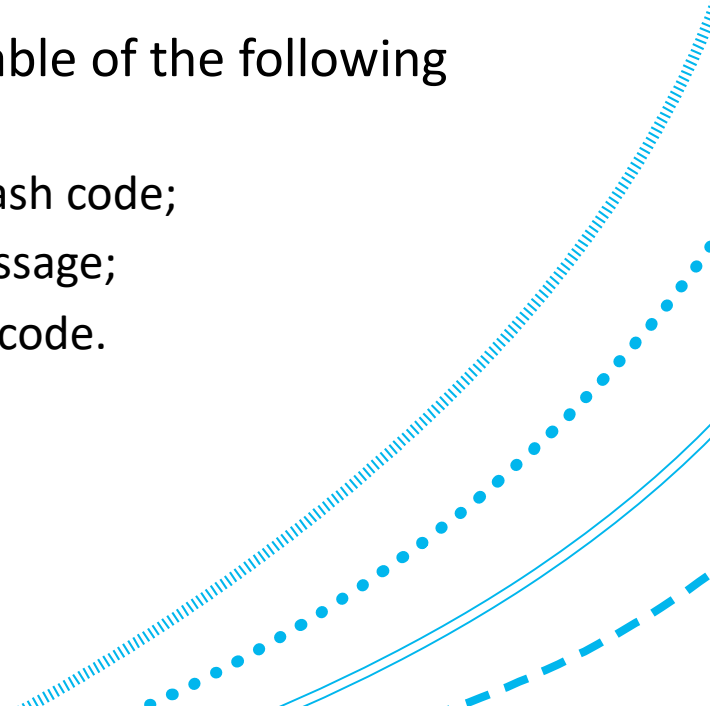 able of the following
ash code;
ssage;
code.